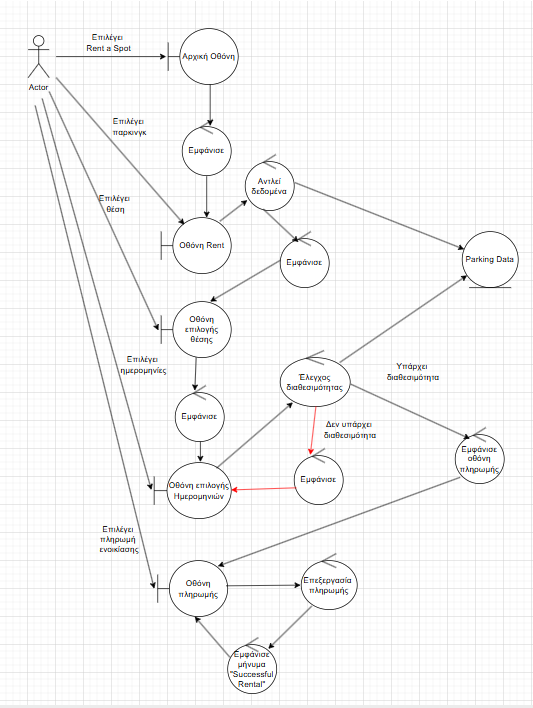 Επιλέγει
Rent a Spot
Αρχική Οθόνη
Actor
Επιλέγει
παρκινγκ
Εμφάνισε
Αντλεί
δεδομένα
Επιλέγει
θέση
Οθόνη Rent
Εμφάνισε
Parking Data
Οθόνη
επιλογής
θέσης
Επιλέγει
ημερομηνίες
Έλεγχος
διαθεσιμότητας
Υπάρχει
διαθεσιμότητα
Εμφάνισε
Δεν υπάρχει
διαθεσιμότητα
Εμφάνισε
οθόνη
πληρωμής
Οθόνη επιλογής
Ημερομηνιών
Εμφάνισε
Επιλέγει
πληρωμή
ενοικίασης
Οθόνη
πληρωμής
Επεξεργασία
πληρωμής
Εμφάνισε
μήνυμα
"Successful
Rental"